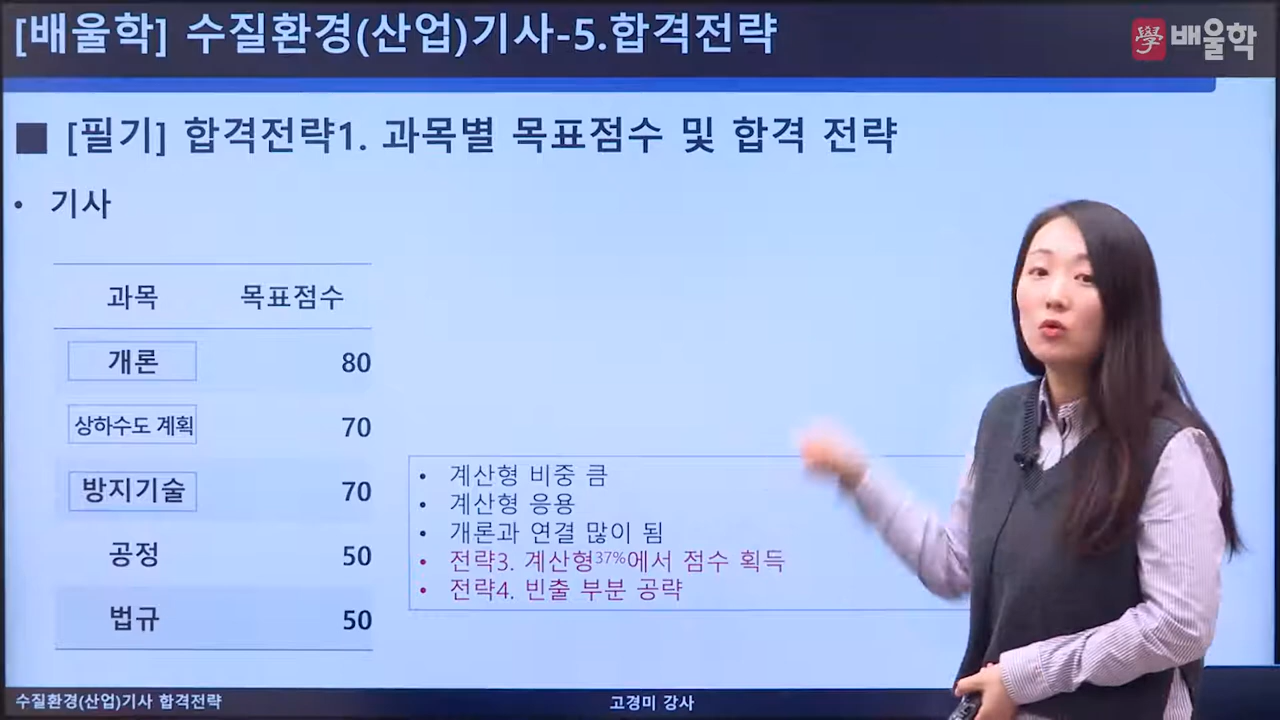 [배울학] 수질환경(산업)기사-5.합격전략
學 배울학
■ [필기] 합격전략1. 과목별 목표점수 및 합격 전략
• 기사
과목 목표점수
개론 80
상하수도 계획 70
방지기술 70
공정 50
법규 50
• 계산형 비중 큼
• 계산형 응용
• 개론과 연결 많이 됨
• 전략3. 계산형37%에서 점수 획득
• 전략4. 빈출 부분 공략
수질환경(산업)기사 합격전략
고경미 강사